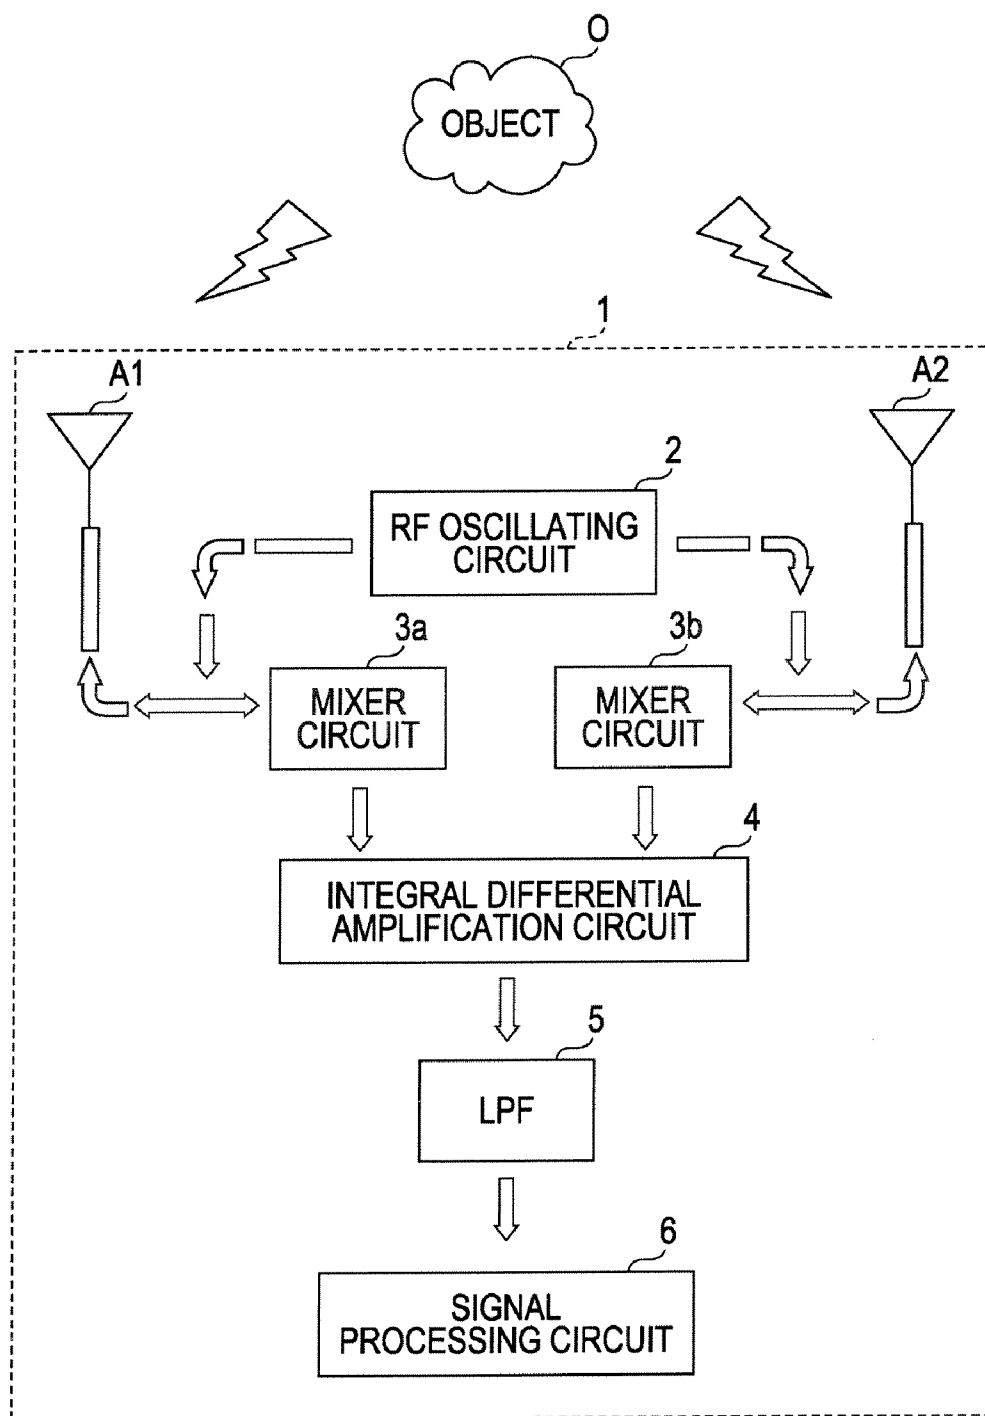 O
OBJECT
1
A1
A2
2
RF OSCILLATING
CIRCUIT
3a
3b
MIXER
CIRCUIT
MIXER
CIRCUIT
4
INTEGRAL DIFFERENTIAL
AMPLIFICATION CIRCUIT
5
LPF
6
SIGNAL
PROCESSING CIRCUIT